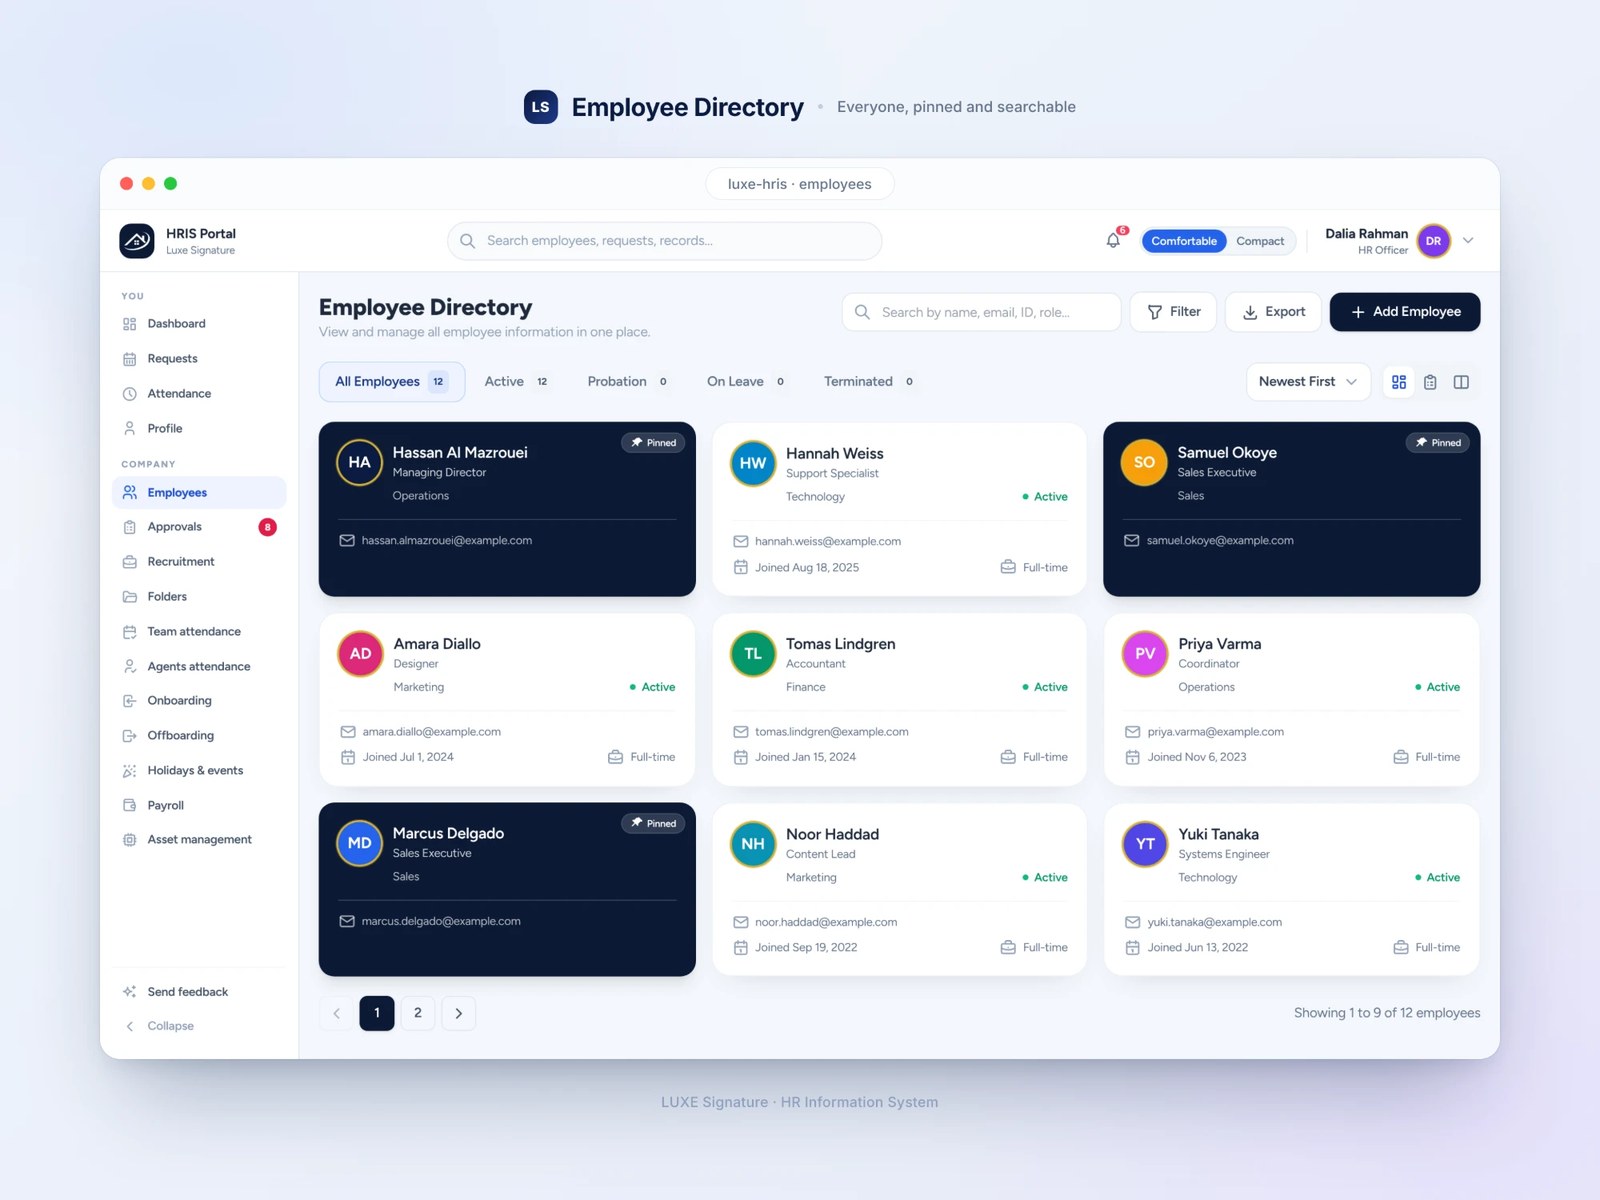 LS Employee Directory • Everyone, pinned and searchable
luxe-hris · employees
HRIS Portal
Luxe Signature
Search employees, requests, records...
6
Comfortable Compact
Dalia Rahman
HR Officer
DR
YOU
Dashboard
Requests
Attendance
Profile
COMPANY
Employees
Approvals 8
Recruitment
Folders
Team attendance
Agents attendance
Onboarding
Offboarding
Holidays & events
Payroll
Asset management
Send feedback
Collapse
Employee Directory
View and manage all employee information in one place.
Search by name, email, ID, role...
Filter
Export
+ Add Employee
All Employees 12
Active 12
Probation 0
On Leave 0
Terminated 0
Newest First
HA
Hassan Al Mazrouei
Pinned
Managing Director
Operations
hassan.almazrouei@example.com
HW
Hannah Weiss
Support Specialist
Technology
Active
hannah.weiss@example.com
Joined Aug 18, 2025
Full-time
SO
Samuel Okoye
Pinned
Sales Executive
Sales
samuel.okoye@example.com
AD
Amara Diallo
Designer
Marketing
Active
amara.diallo@example.com
Joined Jul 1, 2024
Full-time
TL
Tomas Lindgren
Accountant
Finance
Active
tomas.lindgren@example.com
Joined Jan 15, 2024
Full-time
PV
Priya Varma
Coordinator
Operations
Active
priya.varma@example.com
Joined Nov 6, 2023
Full-time
MD
Marcus Delgado
Pinned
Sales Executive
Sales
marcus.delgado@example.com
NH
Noor Haddad
Content Lead
Marketing
Active
noor.haddad@example.com
Joined Sep 19, 2022
Full-time
YT
Yuki Tanaka
Systems Engineer
Technology
Active
yuki.tanaka@example.com
Joined Jun 13, 2022
Full-time
1 2
Showing 1 to 9 of 12 employees
LUXE Signature · HR Information System